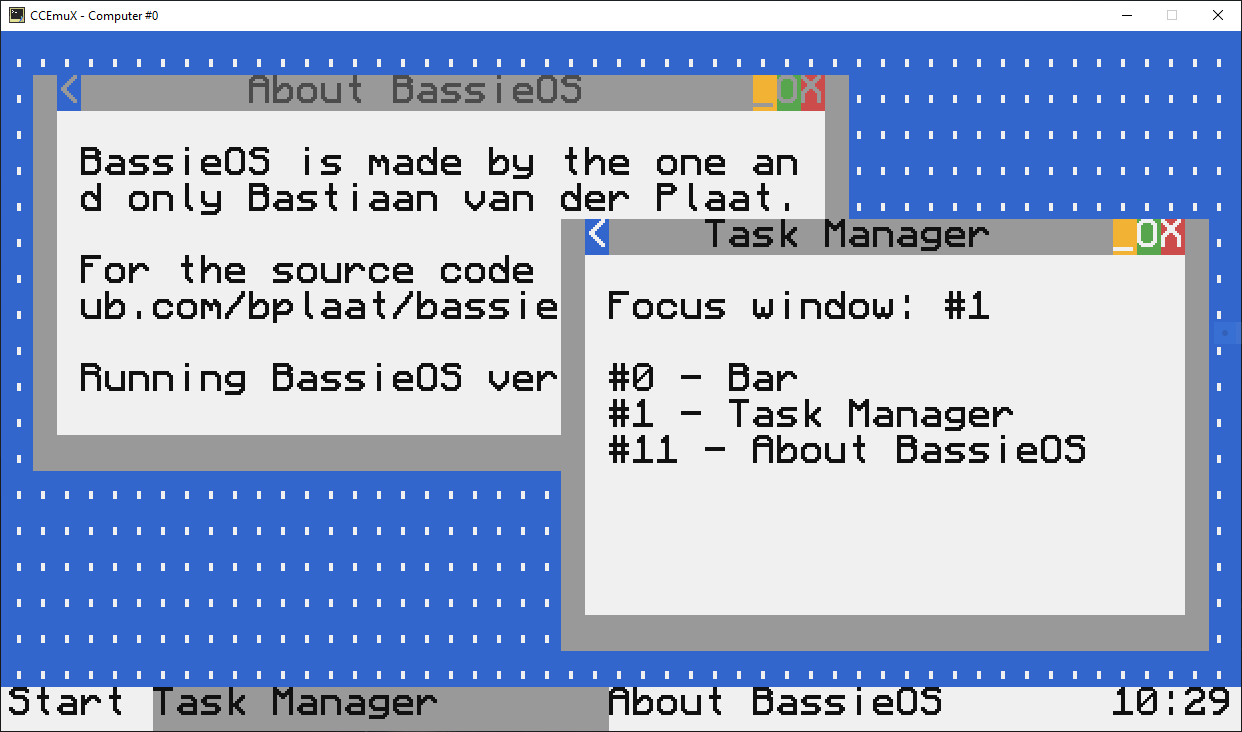 CCEmuX - Computer #0
< About BassieOS _OX
BassieOS is made by the one an
d only Bastiaan van der Plaat.
For the source code
ub.com/bplaat/bassie
Running BassieOS ver
< Task Manager _OX
Focus window: #1
#0 - Bar
#1 - Task Manager
#11 - About BassieOS
Start Task Manager About BassieOS 10:29